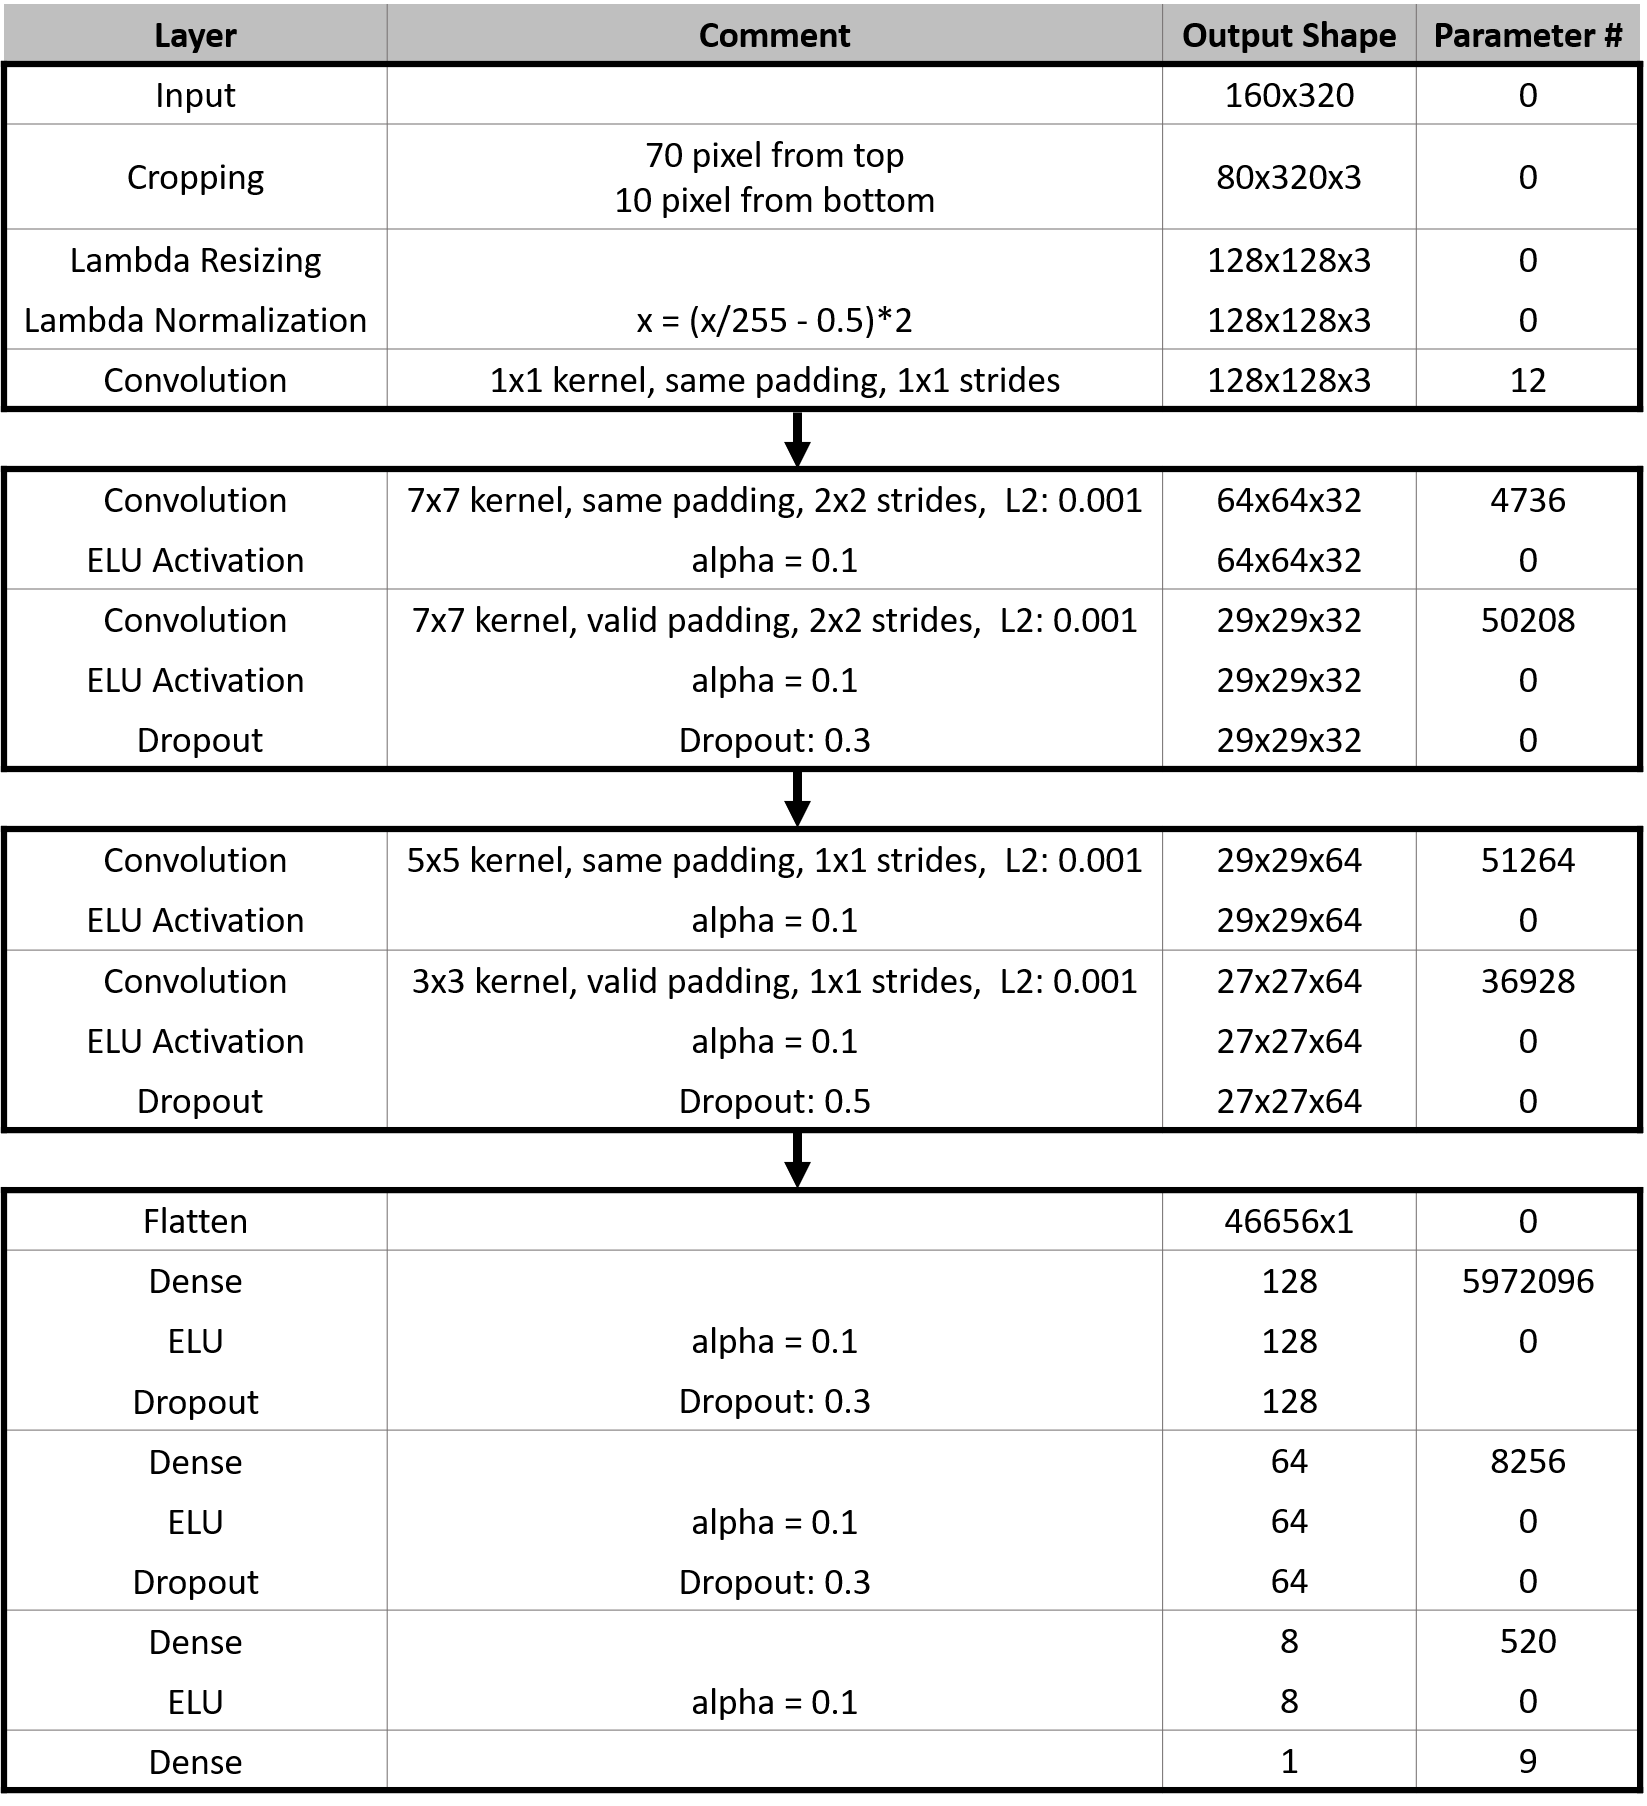 Layer Comment Output Shape Parameter #
Input 160x320 0
70 pixel from top
Cropping 80x320x3 0
10 pixel from bottom
Lambda Resizing 128x128x3 0
Lambda Normalization x = (x/255 - 0.5)*2 128x128x3 0
Convolution 1x1 kernel, same padding, 1x1 strides 128x128x3 12
Convolution 7x7 kernel, same padding, 2x2 strides, L2: 0.001 64x64x32 4736
ELU Activation alpha = 0.1 64x64x32 0
Convolution 7x7 kernel, valid padding, 2x2 strides, L2: 0.001 29x29x32 50208
ELU Activation alpha = 0.1 29x29x32 0
Dropout Dropout: 0.3 29x29x32 0
Convolution 5x5 kernel, same padding, 1x1 strides, L2: 0.001 29x29x64 51264
ELU Activation alpha = 0.1 29x29x64 0
Convolution 3x3 kernel, valid padding, 1x1 strides, L2: 0.001 27x27x64 36928
ELU Activation alpha = 0.1 27x27x64 0
Dropout Dropout: 0.5 27x27x64 0
Flatten 46656x1 0
Dense 128 5972096
ELU alpha = 0.1 128 0
Dropout Dropout: 0.3 128
Dense 64 8256
ELU alpha = 0.1 64 0
Dropout Dropout: 0.3 64 0
Dense 8 520
ELU alpha = 0.1 8 0
Dense 1 9